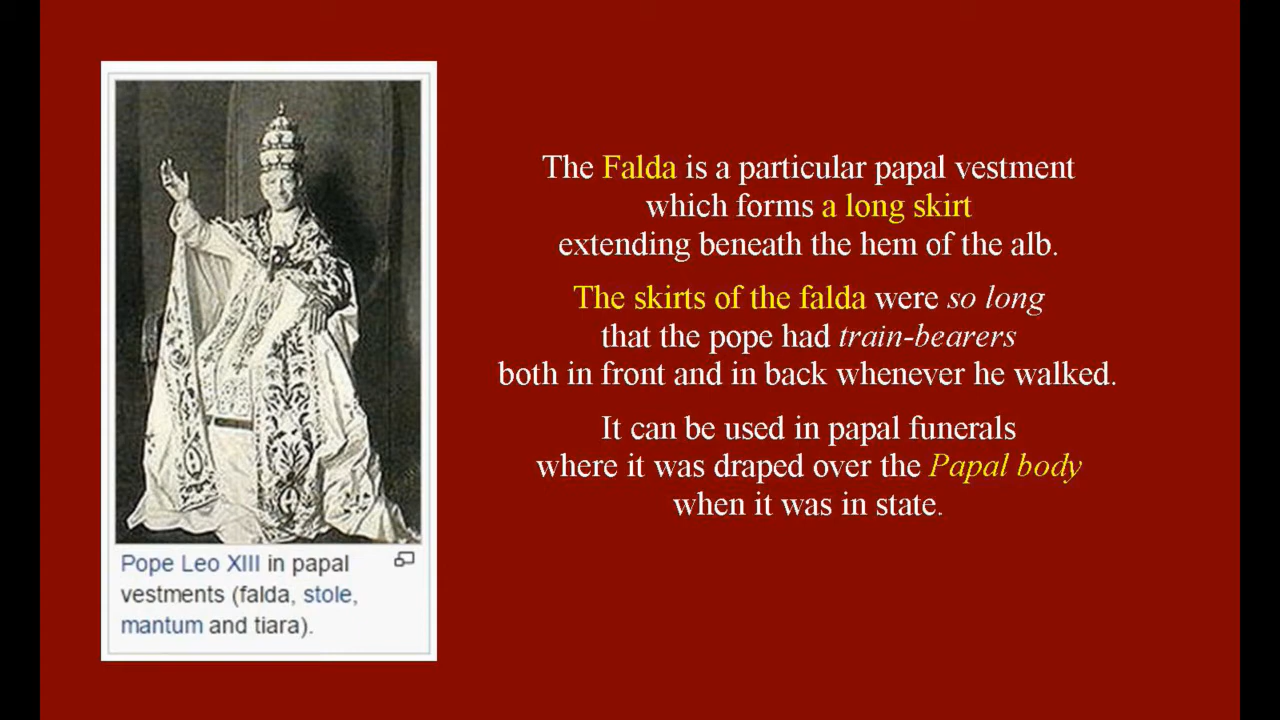 The Falda is a particular papal vestment
which forms a long skirt
extending beneath the hem of the alb.
The skirts of the falda were so long
that the pope had train-bearers
both in front and in back whenever he walked.
It can be used in papal funerals
where it was draped over the Papal body
when it was in state.
Pope Leo XIII in papal
vestments (falda, stole,
mantum and tiara).